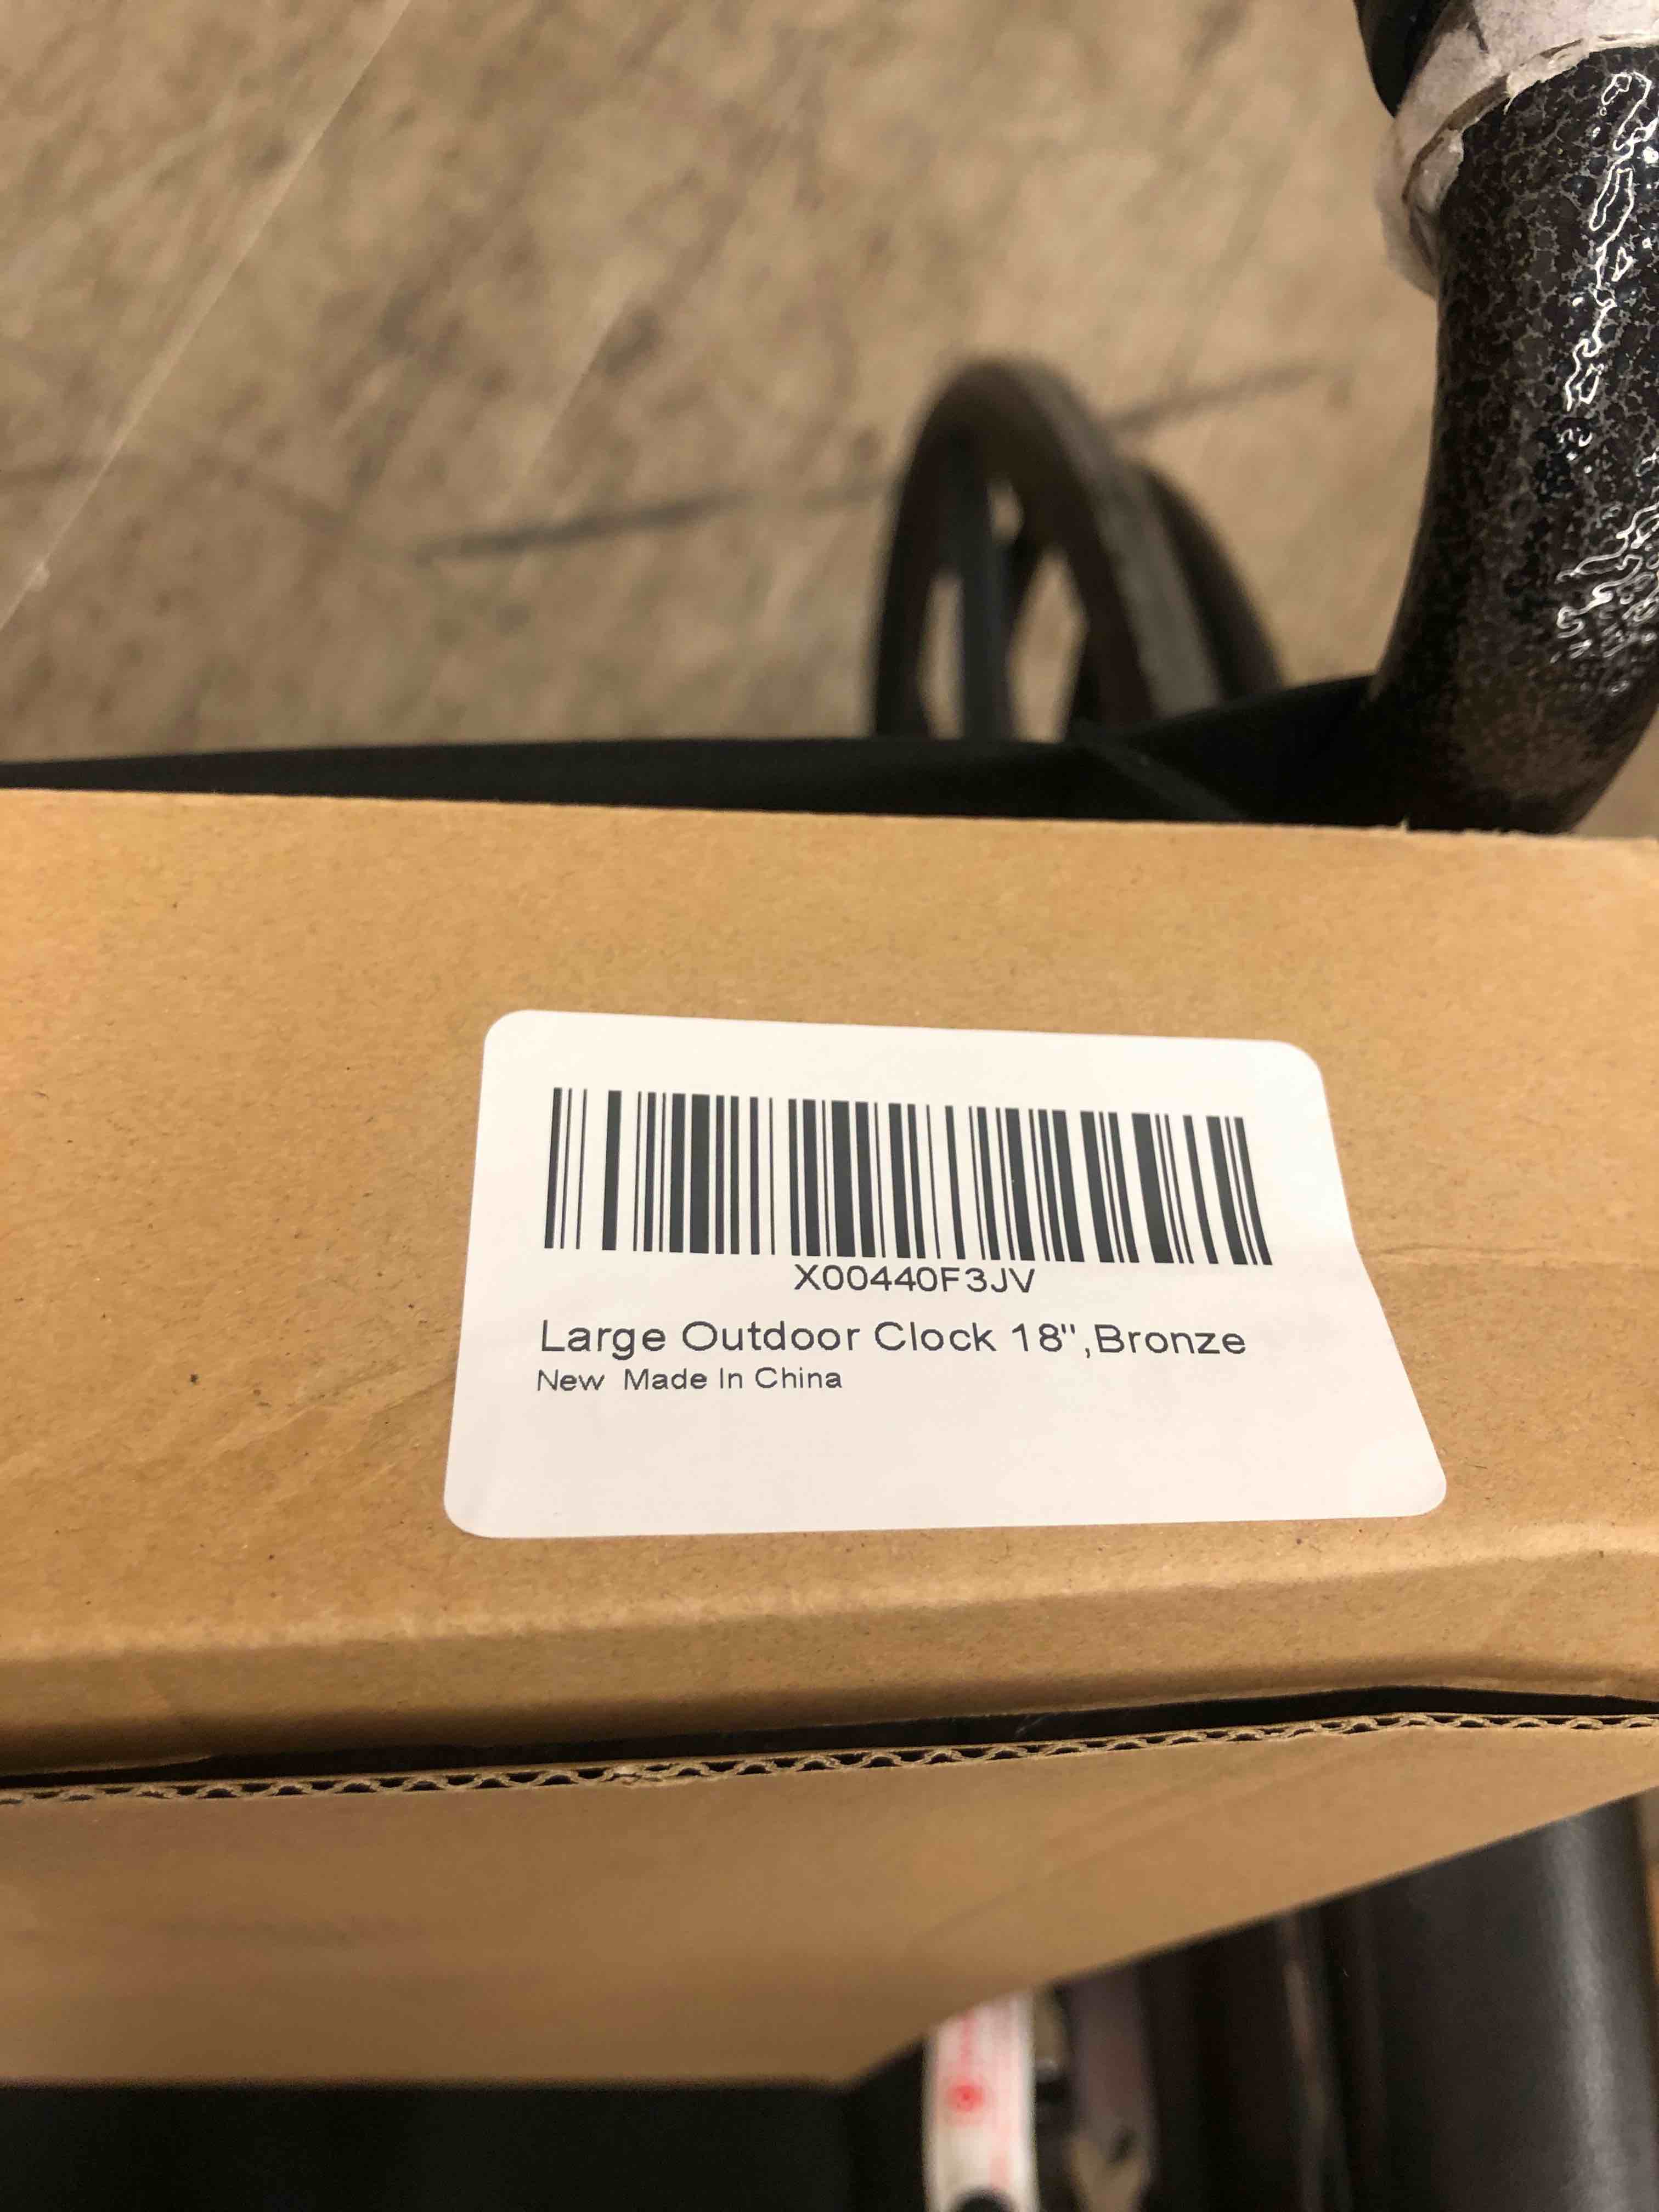 X00440F3JV
Large Outdoor Clock 18",Bronze
New  Made In China